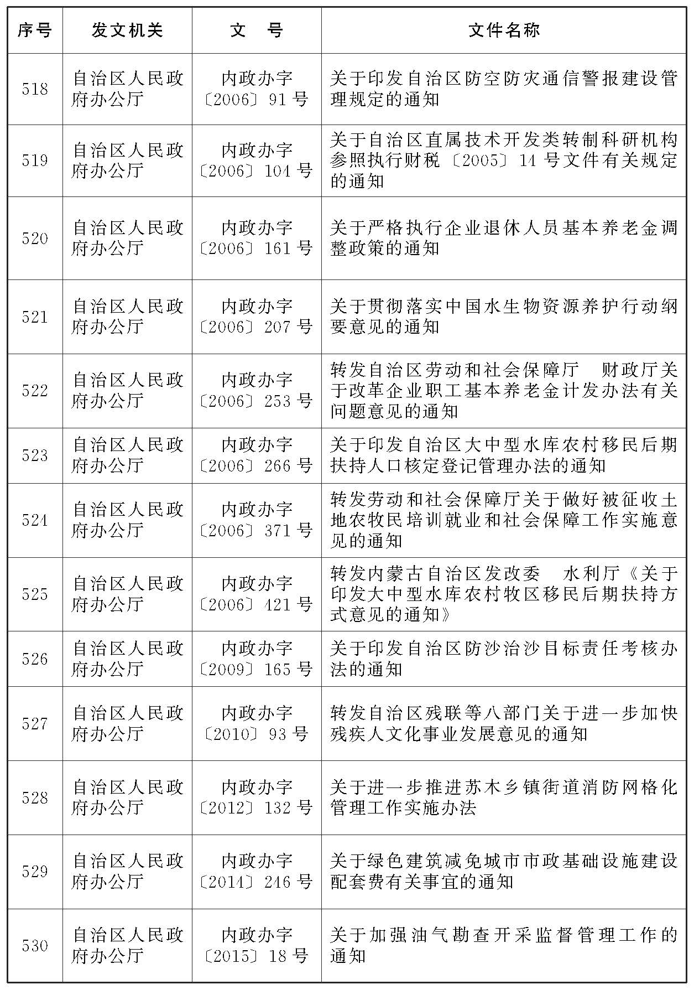 序号 发文机关 文 号 文件名称
518
自治区人民政
府办公厅
内政办字
〔2006〕91号
关于印发自治区防空防灾通信警报建设管
理规定的通知
519
自治区人民政
府办公厅
内政办字
〔2006〕104号
关于自治区直属技术开发类转制科研机构
参照执行财税〔2005〕14号文件有关规定
的通知
520
自治区人民政
府办公厅
内政办字
〔2006〕161号
关于严格执行企业退休人员基本养老金调
整政策的通知
521
自治区人民政
府办公厅
内政办字
〔2006〕207号
关于贯彻落实中国水生物资源养护行动纲
要意见的通知
522
自治区人民政
府办公厅
内政办字
〔2006〕253号
转发自治区劳动和社会保障厅 财政厅关
于改革企业职工基本养老金计发办法有关
问题意见的通知
523
自治区人民政
府办公厅
内政办字
〔2006〕266号
关于印发自治区大中型水库农村移民后期
扶持人口核定登记管理办法的通知
524
自治区人民政
府办公厅
内政办字
〔2006〕371号
转发劳动和社会保障厅关于做好被征收土
地农牧民培训就业和社会保障工作实施意
见的通知
525
自治区人民政
府办公厅
内政办字
〔2006〕421号
转发内蒙古自治区发改委 水利厅《关于
印发大中型水库农村牧区移民后期扶持方
式意见的通知》
526
自治区人民政
府办公厅
内政办字
〔2009〕165号
关于印发自治区防沙治沙目标责任考核办
法的通知
527
自治区人民政
府办公厅
内政办字
〔2010〕93号
转发自治区残联等八部门关于进一步加快
残疾人文化事业发展意见的通知
528
自治区人民政
府办公厅
内政办字
〔2012〕132号
关于进一步推进苏木乡镇街道消防网格化
管理工作实施办法
529
自治区人民政
府办公厅
内政办字
〔2014〕246号
关于绿色建筑减免城市市政基础设施建设
配套费有关事宜的通知
530
自治区人民政
府办公厅
内政办字
〔2015〕18号
关于加强油气勘查开采监督管理工作的
通知